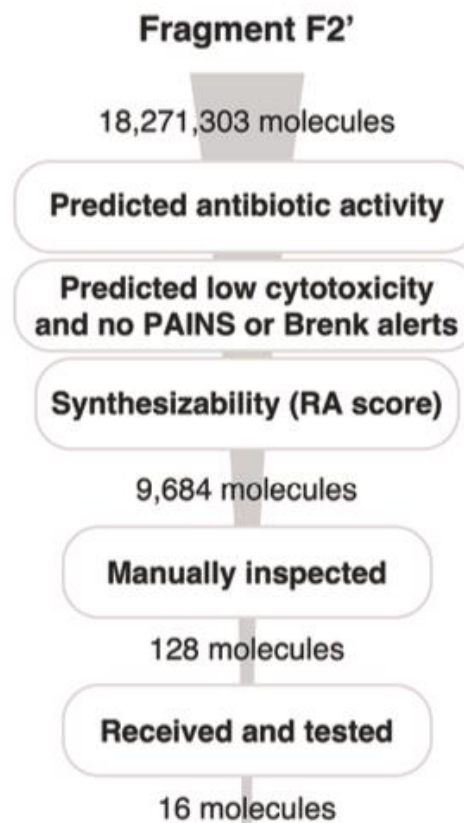 Fragment F2’
18,271,303 molecules
Predicted antibiotic activity
Predicted low cytotoxicity
and no PAINS or Brenk alerts
Synthesizability (RA score)
9,684 molecules
Manually inspected
128 molecules
Received and tested
16 molecules